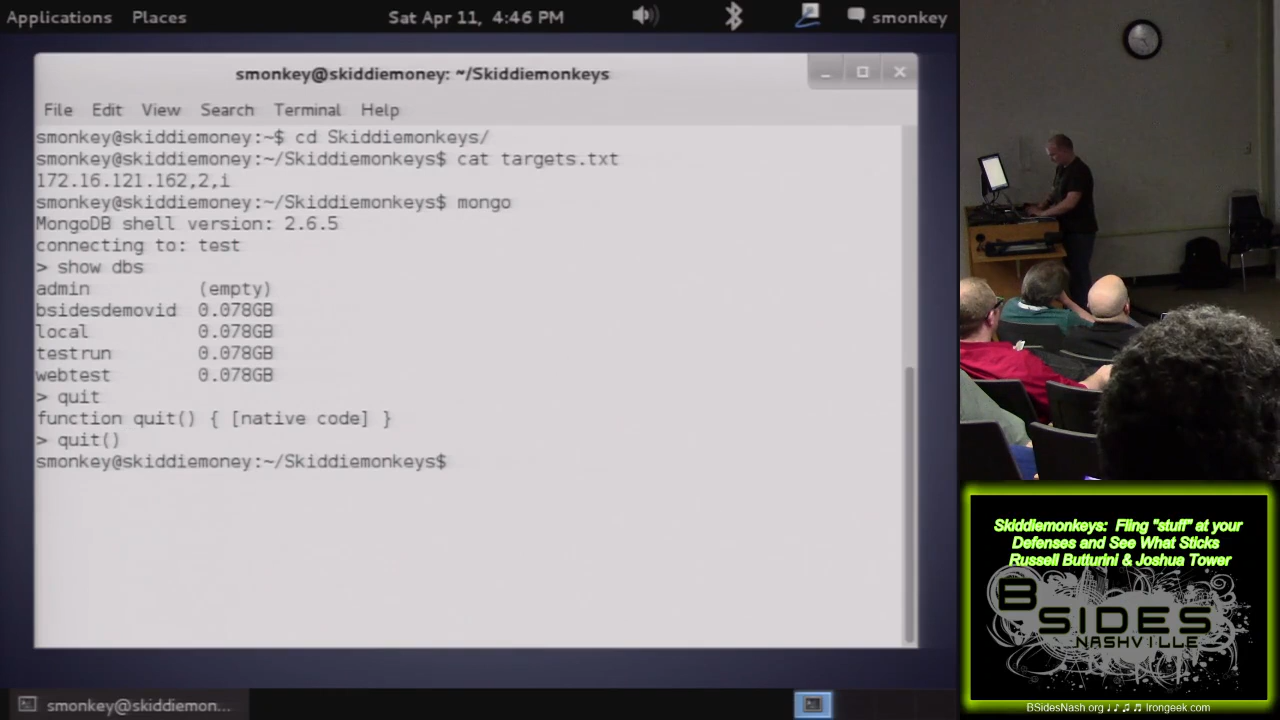 Applications Places Sat Apr 11, 4:46 PM smonkey
smonkey@skiddiemoney: ~/Skiddiemonkeys
File Edit View Search Terminal Help
smonkey@skiddiemoney:~$ cd Skiddiemonkeys/
smonkey@skiddiemoney:~/Skiddiemonkeys$ cat targets.txt
172.16.121.162,2,i
smonkey@skiddiemoney:~/Skiddiemonkeys$ mongo
MongoDB shell version: 2.6.5
connecting to: test
> show dbs
admin (empty)
bsidesdemovid 0.078GB
local 0.078GB
testrun 0.078GB
webtest 0.078GB
> quit
function quit() { [native code] }
> quit()
smonkey@skiddiemoney:~/Skiddiemonkeys$
smonkey@skiddiemon...
Skiddiemonkeys: Fling "stuff" at your
Defenses and See What Sticks
Russell Butturini & Joshua Tower
BSIDES
NASHVILLE
BSidesNash.org ♩♪♫♬ Irongeek.com